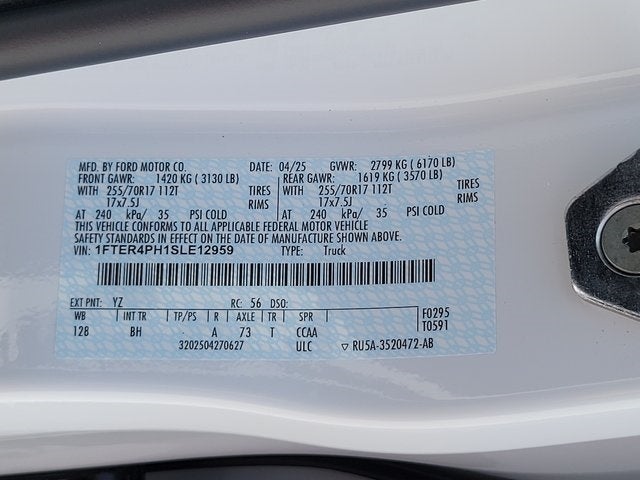 MFD. BY FORD MOTOR CO. DATE: 04/25 GVWR: 2799 KG ( 6170 LB)
FRONT GAWR: 1420 KG ( 3130 LB) REAR GAWR: 1619 KG ( 3570 LB)
WITH 255/70R17 112T TIRES WITH 255/70R17 112T TIRES
17x7.5J RIMS 17x7.5J RIMS
AT 240 kPa/ 35 PSI COLD AT 240 kPa/ 35 PSI COLD
THIS VEHICLE CONFORMS TO ALL APPLICABLE FEDERAL MOTOR VEHICLE
SAFETY STANDARDS IN EFFECT ON THE DATE OF MANUFACTURE SHOWN ABOVE.
VIN: 1FTER4PH1SLE12959 TYPE: Truck
EXT PNT: YZ RC: 56 DSO: F0295
WB INT TR TP/PS R AXLE TR SPR T0591
128 BH A 73 T CCAA
3202504270627 ULC ▽ RU5A-3520472-AB